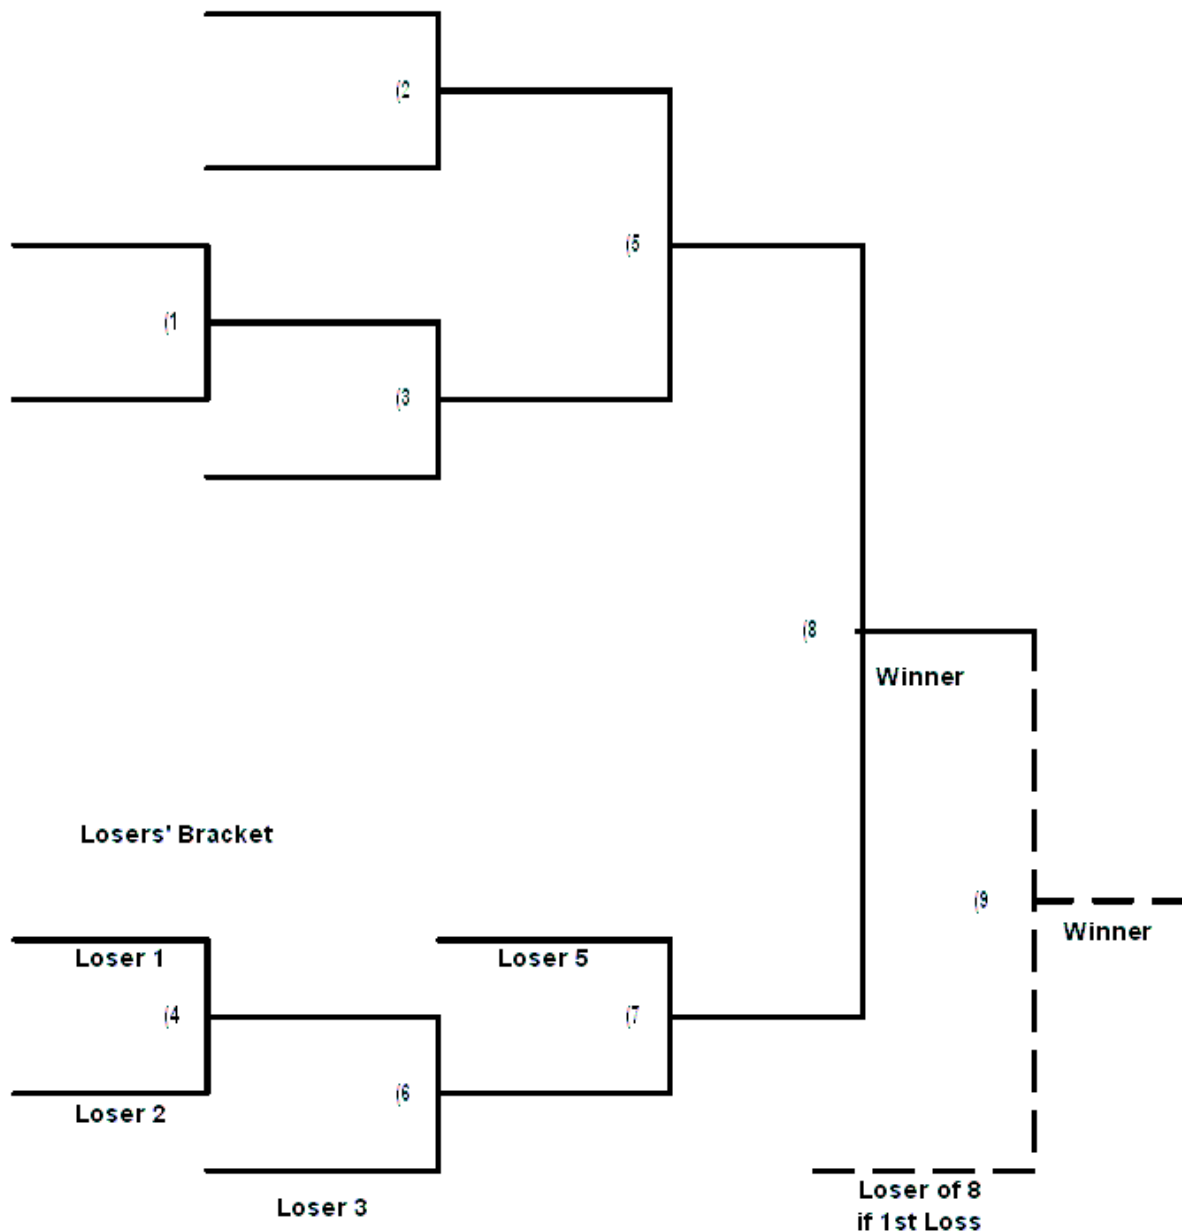 (2
(5
(1
(3
(8
Winner
Losers' Bracket
(9
Winner
Loser 1
Loser 5
(4
(7
(6
Loser 2
Loser 3
Loser of 8
if 1st Loss